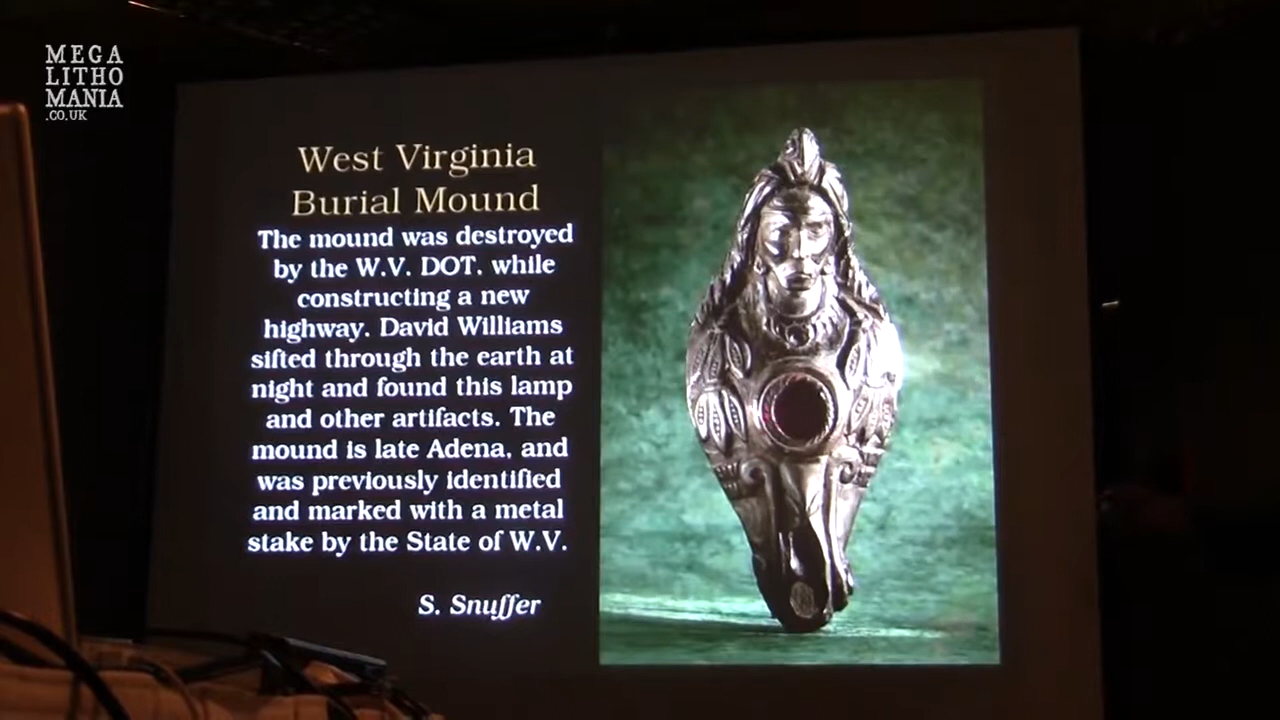 MEGA
LITHO
MANIA
.CO.UK
West Virginia
Burial Mound
The mound was destroyed
by the W.V. DOT. while
constructing a new
highway. David Williams
sifted through the earth at
night and found this lamp
and other artifacts. The
mound is late Adena, and
was previously identified
and marked with a metal
stake by the State of W.V.
S. Snuffer